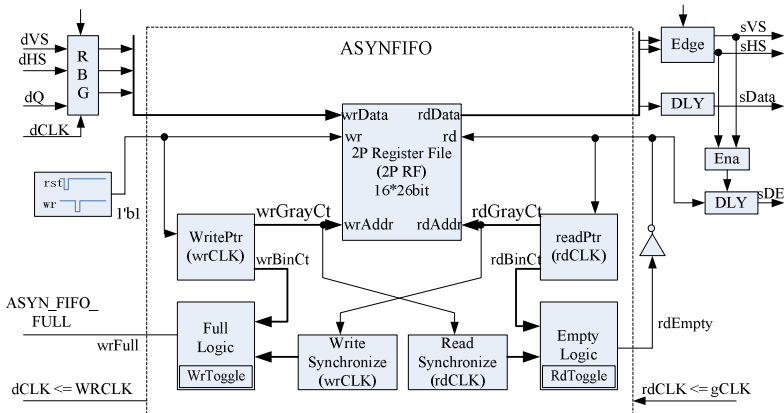 dVS
dHS
dQ
dCLK
R
B
G
ASYNFIFO
Edge
sVS
sHS
DLY
sData
Ena
DLY
sDE
wrData
rdData
wr
rd
2P Register File
(2P RF)
16*26bit
wrAddr
rdAddr
rst
wr
1'b1
WritePtr
(wrCLK)
wrGrayCt
rdGrayCt
readPtr
(rdCLK)
wrBinCt
rdBinCt
ASYN_FIFO_
FULL
wrFull
Full
Logic
WrToggle
Write
Synchronize
(wrCLK)
Read
Synchronize
(rdCLK)
Empty
Logic
RdToggle
rdEmpty
dCLK <= WRCLK
rdCLK <= gCLK